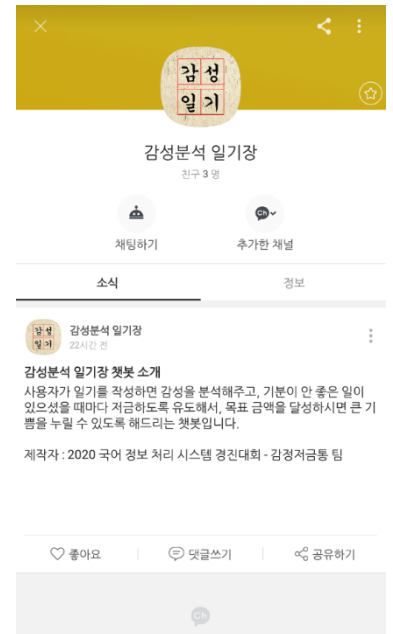 감성
일기
감성분석 일기장
친구 3 명
Ch
채팅하기
추가한 채널
소식
정보
감성
일기
감성분석 일기장
22시간 전
감성분석 일기장 챗봇 소개
사용자가 일기를 작성하면 감성을 분석해주고, 기분이 안 좋은 일이
있으셨을 때마다 저금하도록 유도해서, 목표 금액을 달성하시면 큰 기
쁨을 누릴 수 있도록 해드리는 챗봇입니다.
제작자 : 2020 국어 정보 처리 시스템 경진대회 - 감정저금통 팀
좋아요
댓글쓰기
공유하기
Ch